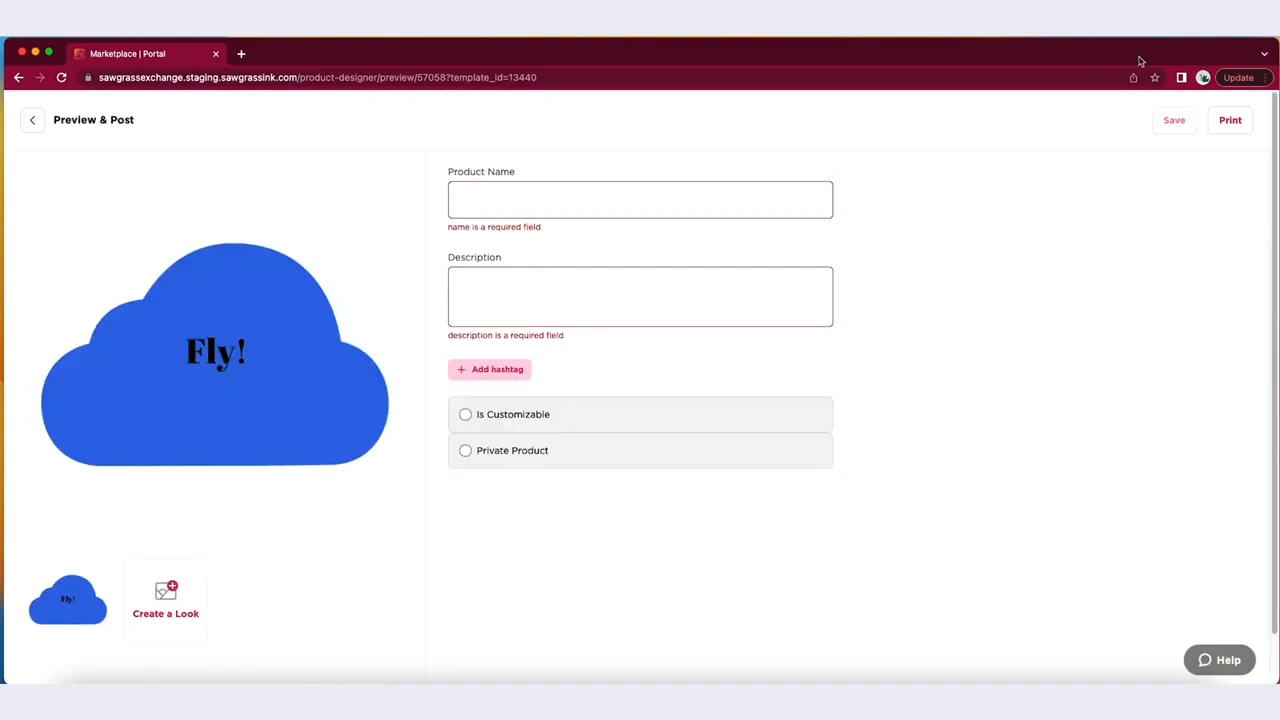 Marketplace | Portal
sawgrassexchange.staging.sawgrassink.com/product-designer/preview/57058?template_id=13440
Update
Preview & Post
Save
Print
Product Name
name is a required field
Description
description is a required field
Add hashtag
Is Customizable
Private Product
Fly!
Fly!
Create a Look
Help